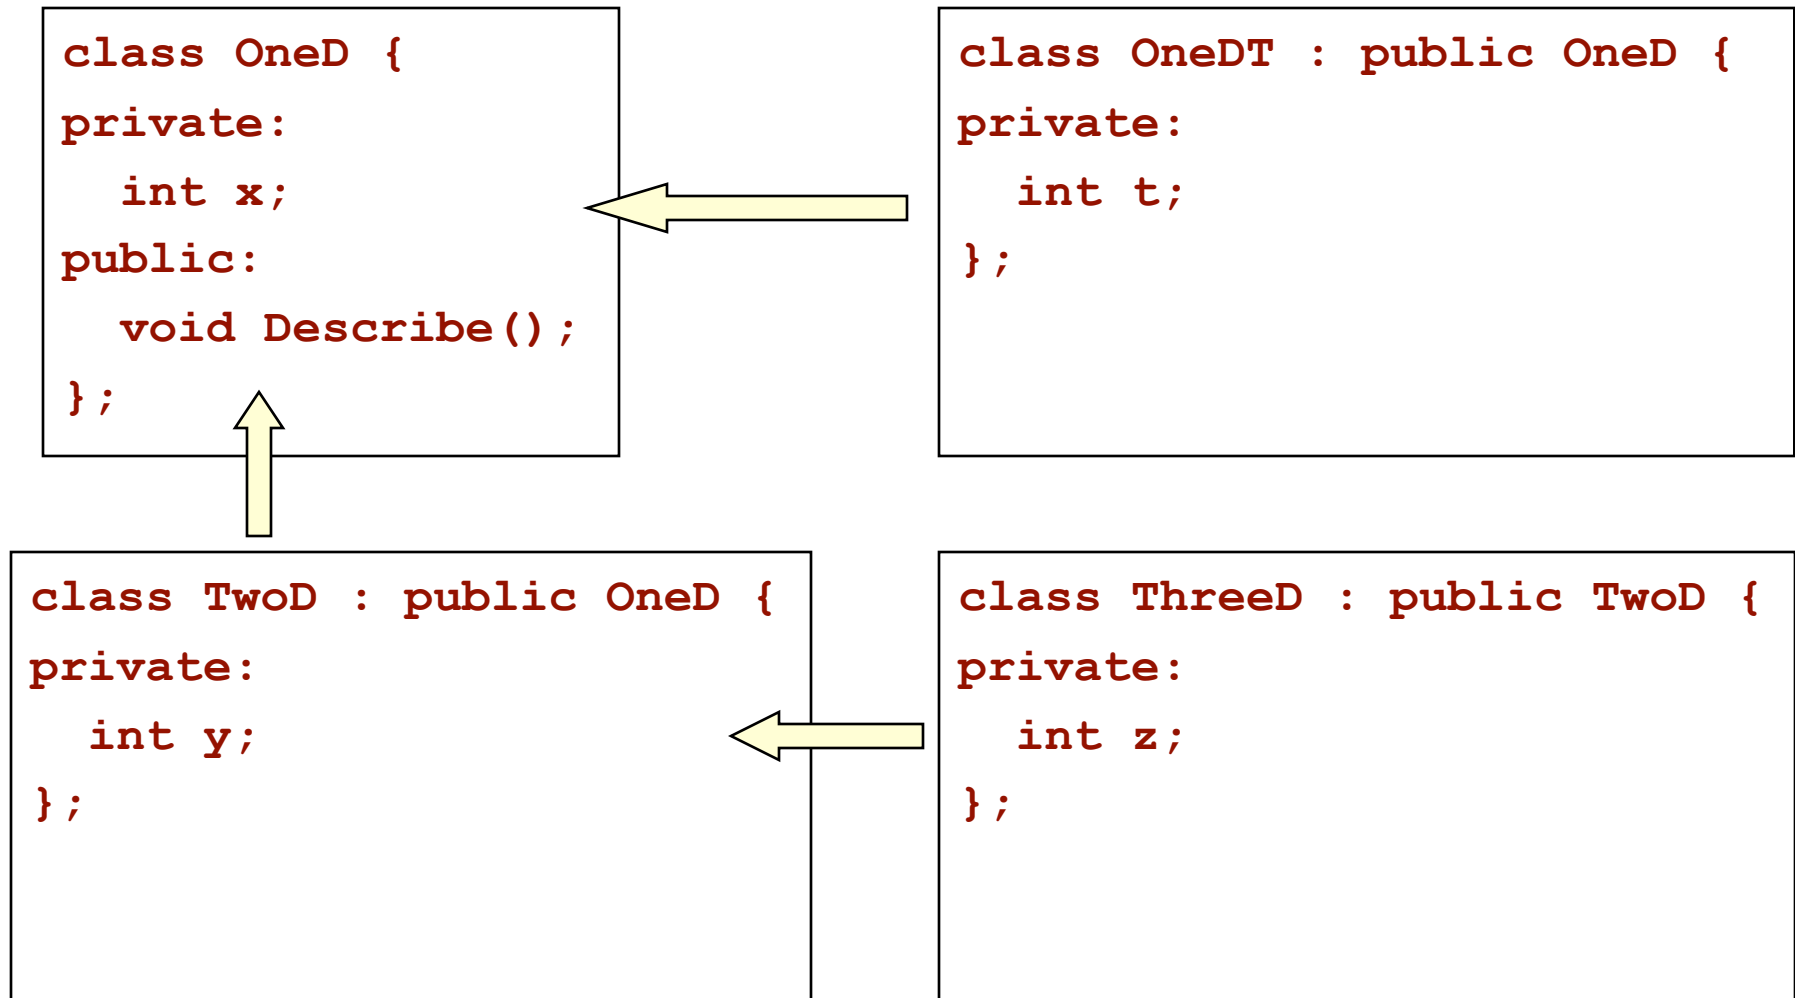 class OneD {
private:
  int x;
public:
  void Describe();
};
class OneDT : public OneD {
private:
  int t;
};
class TwoD : public OneD {
private:
  int y;
};
class ThreeD : public TwoD {
private:
  int z;
};